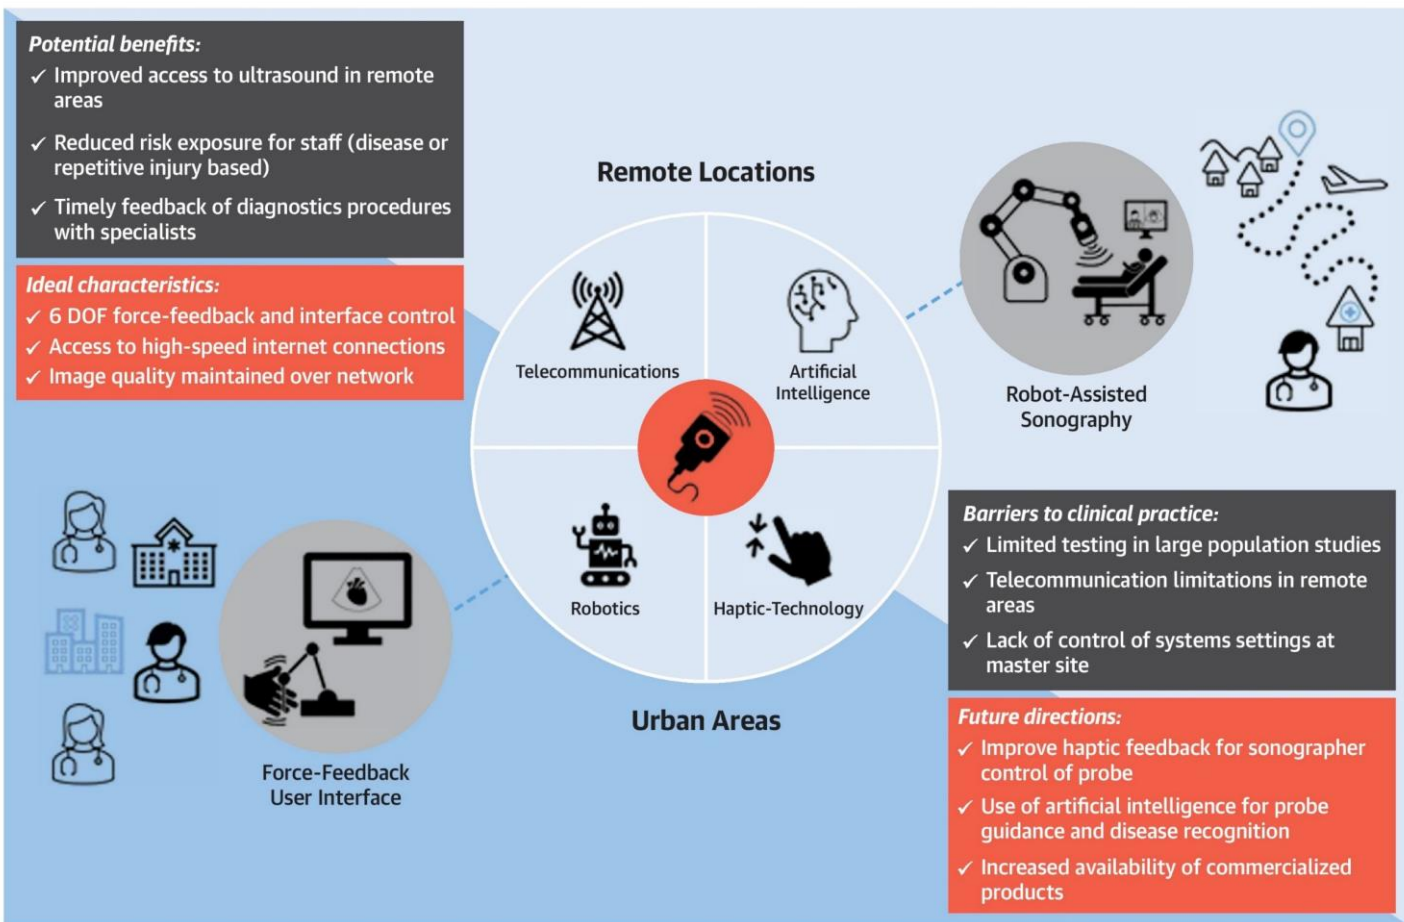 Potential benefits:
✓ Improved access to ultrasound in remote
areas
✓ Reduced risk exposure for staff (disease or
repetitive injury based)
✓ Timely feedback of diagnostics procedures
with specialists
Ideal characteristics:
✓ 6 DOF force-feedback and interface control
✓ Access to high-speed internet connections
✓ Image quality maintained over network
Remote Locations
Telecommunications
Artificial
Intelligence
Robotics
Haptic-Technology
Urban Areas
Robot-Assisted
Sonography
Force-Feedback
User Interface
Barriers to clinical practice:
✓ Limited testing in large population studies
✓ Telecommunication limitations in remote
areas
✓ Lack of control of systems settings at
master site
Future directions:
✓ Improve haptic feedback for sonographer
control of probe
✓ Use of artificial intelligence for probe
guidance and disease recognition
✓ Increased availability of commercialized
products